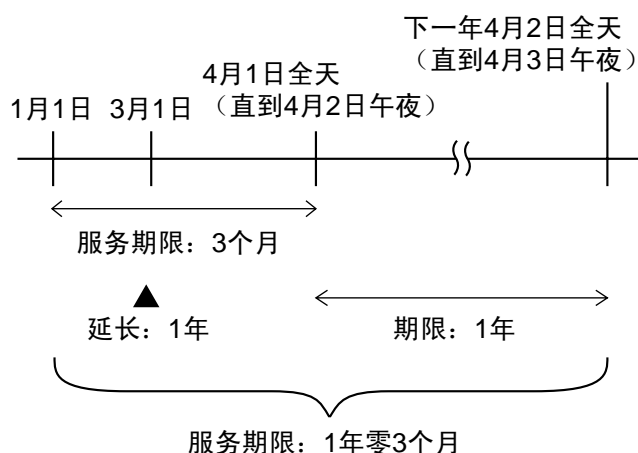 下一年4月2日全天
（直到4月3日午夜）
4月1日全天
（直到4月2日午夜）
1月1日 3月1日
服务期限：3个月
延长：1年
期限：1年
服务期限：1年零3个月